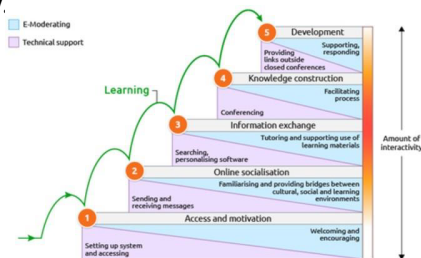 E-Moderating
Technical support
Learning
5
Development
Supporting,
responding
Providing
links outside
closed conferences
4
Knowledge construction
Facilitating
process
Conferencing
3
Information exchange
Tutoring and supporting use of
learning materials
Searching,
personalising software
2
Online socialisation
Familiarising and providing bridges between
cultural, social and learning
environments
Sending and
receiving messages
1
Access and motivation
Welcoming and
encouraging
Setting up system
and accessing
Amount of
interactivity